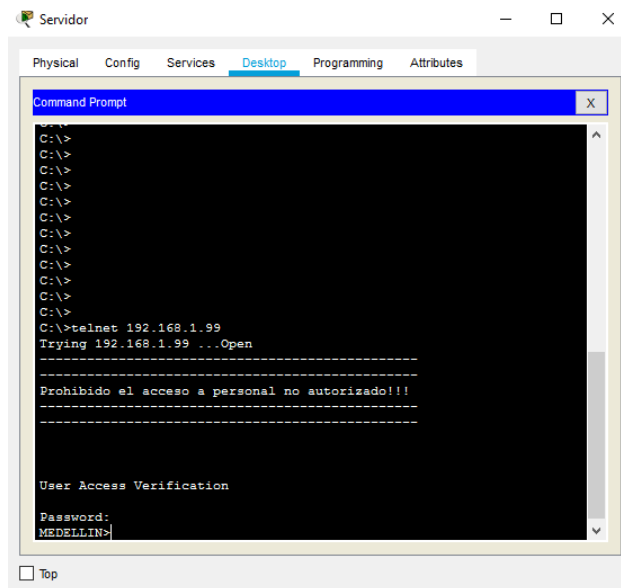 Servidor
Physical Config Services Desktop Programming Attributes
Command Prompt
X
C:\>
C:\>
C:\>
C:\>
C:\>
C:\>
C:\>
C:\>
C:\>
C:\>
C:\>
C:\>
C:\>telnet 192.168.1.99
Trying 192.168.1.99 ...Open
------------------------------------------------
------------------------------------------------
Prohibido el acceso a personal no autorizado!!!
------------------------------------------------
------------------------------------------------
User Access Verification
Password:
MEDELLIN>
Top